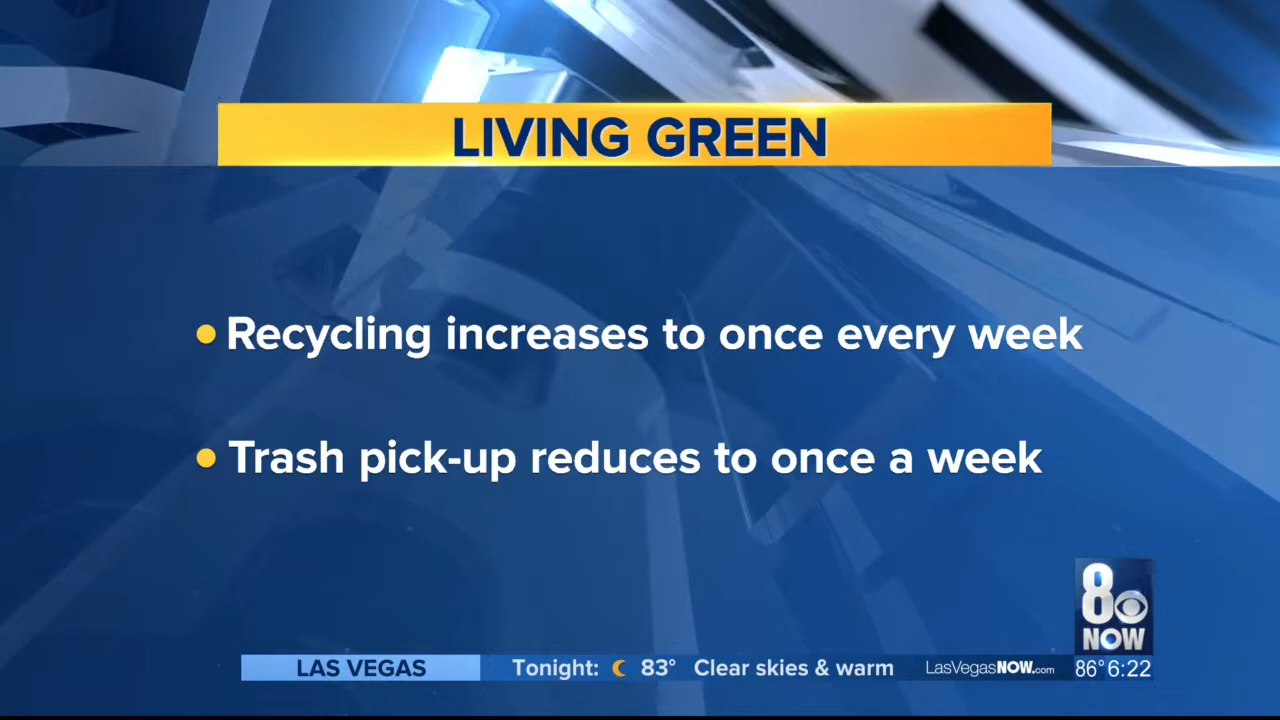 LIVING GREEN
Recycling increases to once every week
Trash pick-up reduces to once a week
8
NOW
LAS VEGAS Tonight: 83° Clear skies & warm LasVegasNOW.com 86° 6:22